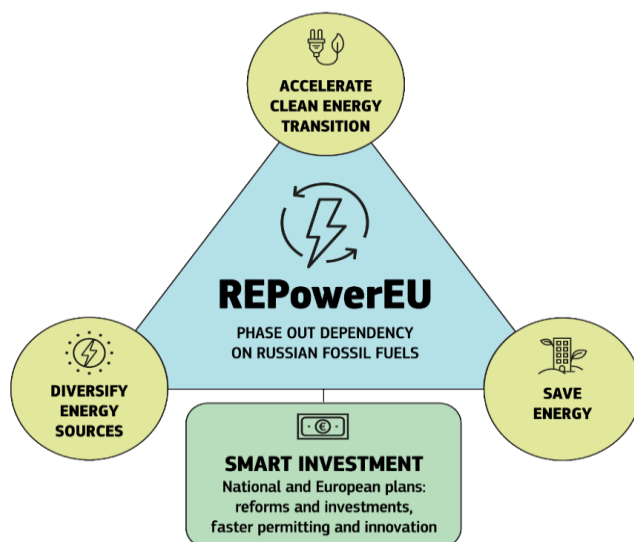 ACCELERATE
CLEAN ENERGY
TRANSITION
REPowerEU
PHASE OUT DEPENDENCY
ON RUSSIAN FOSSIL FUELS
DIVERSIFY
ENERGY
SOURCES
SAVE
ENERGY
€
SMART INVESTMENT
National and European plans:
reforms and investments,
faster permitting and innovation